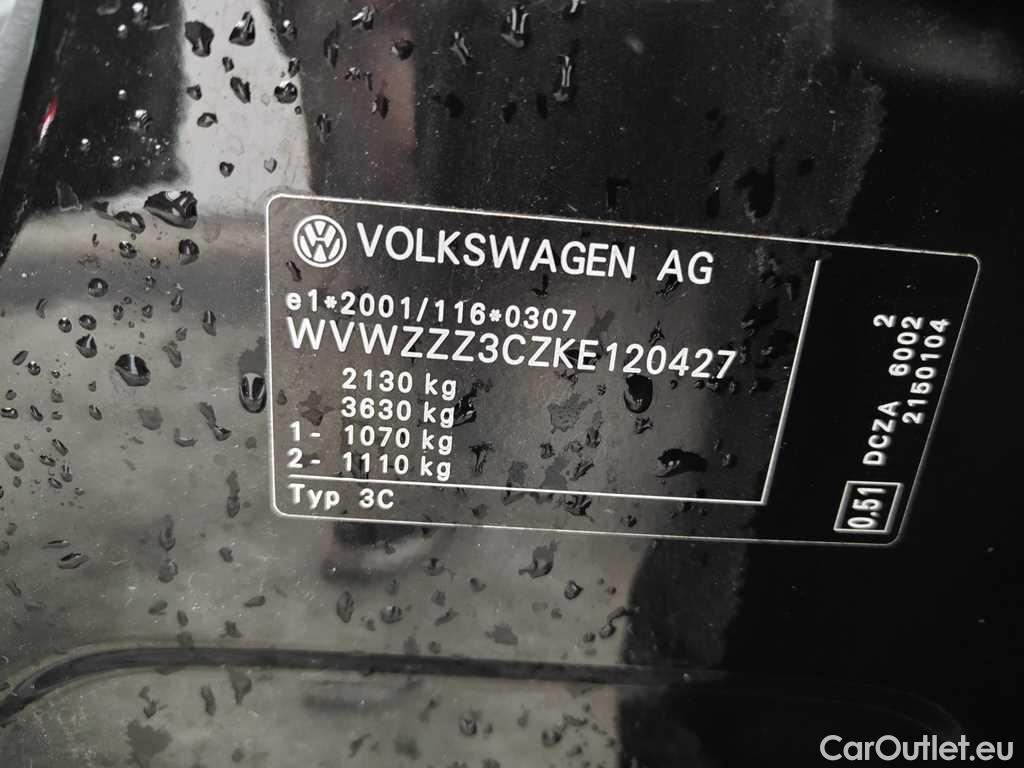 VOLKSWAGEN AG
e1*2001/116*0307
WVWZZZ3CZKE120427
2130 kg
3630 kg
1- 1070 kg
2- 1110 kg
Typ 3C
0.51
DCZA 6002 2
2150104
CarOutlet.eu